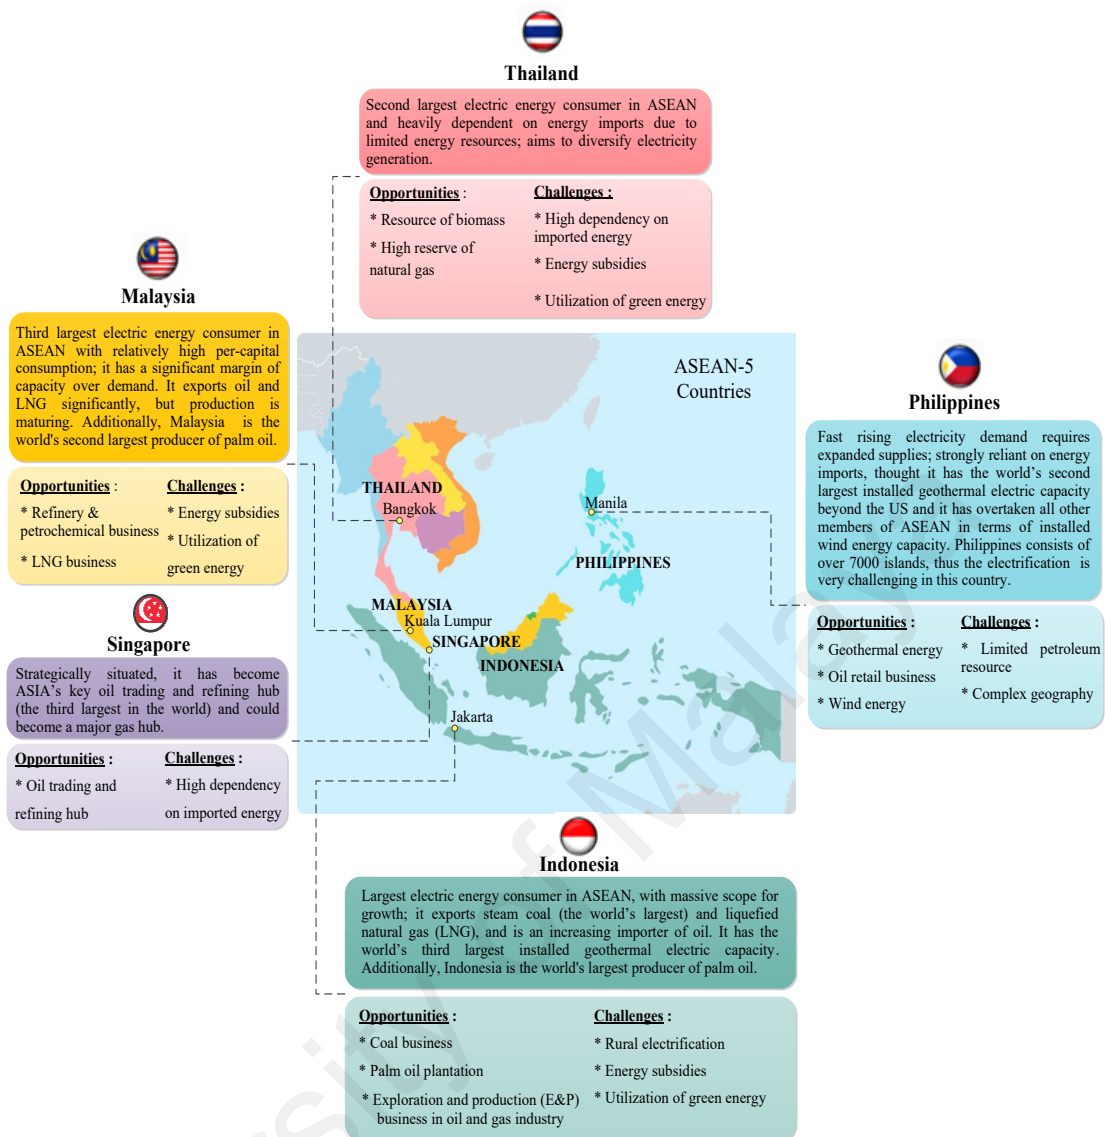 Thailand
Second largest electric energy consumer in ASEAN
and heavily dependent on energy imports due to
limited energy resources; aims to diversify electricity
generation.
Opportunities :
* Resource of biomass
* High reserve of
natural gas
Challenges :
* High dependency on
imported energy
* Energy subsidies
* Utilization of green energy
Malaysia
Third largest electric energy consumer in
ASEAN with relatively high per-capital
consumption; it has a significant margin of
capacity over demand. It exports oil and
LNG significantly, but production is
maturing. Additionally, Malaysia is the
world's second largest producer of palm oil.
Opportunities :
* Refinery &
petrochemical business
* LNG business
Challenges :
* Energy subsidies
* Utilization of
green energy
Singapore
Strategically situated, it has become
ASIA's key oil trading and refining hub
(the third largest in the world) and could
become a major gas hub.
Opportunities :
* Oil trading and
refining hub
Challenges :
* High dependency
on imported energy
ASEAN-5
Countries
THAILAND
Bangkok
Manila
PHILIPPINES
MALAYSIA
Kuala Lumpur
SINGAPORE
INDONESIA
Jakarta
Philippines
Fast rising electricity demand requires
expanded supplies; strongly reliant on energy
imports, thought it has the world's second
largest installed geothermal electric capacity
beyond the US and it has overtaken all other
members of ASEAN in terms of installed
wind energy capacity. Philippines consists of
over 7000 islands, thus the electrification is
very challenging in this country.
Opportunities :
* Geothermal energy
* Oil retail business
* Wind energy
Challenges :
* Limited petroleum
resource
* Complex geography
Indonesia
Largest electric energy consumer in ASEAN, with massive scope for
growth; it exports steam coal (the world's largest) and liquefied
natural gas (LNG), and is an increasing importer of oil. It has the
world's third largest installed geothermal electric capacity.
Additionally, Indonesia is the world's largest producer of palm oil.
Opportunities :
* Coal business
* Palm oil plantation
* Exploration and production (E&P)
business in oil and gas industry
Challenges :
* Rural electrification
* Energy subsidies
* Utilization of green energy
rsity of Malay